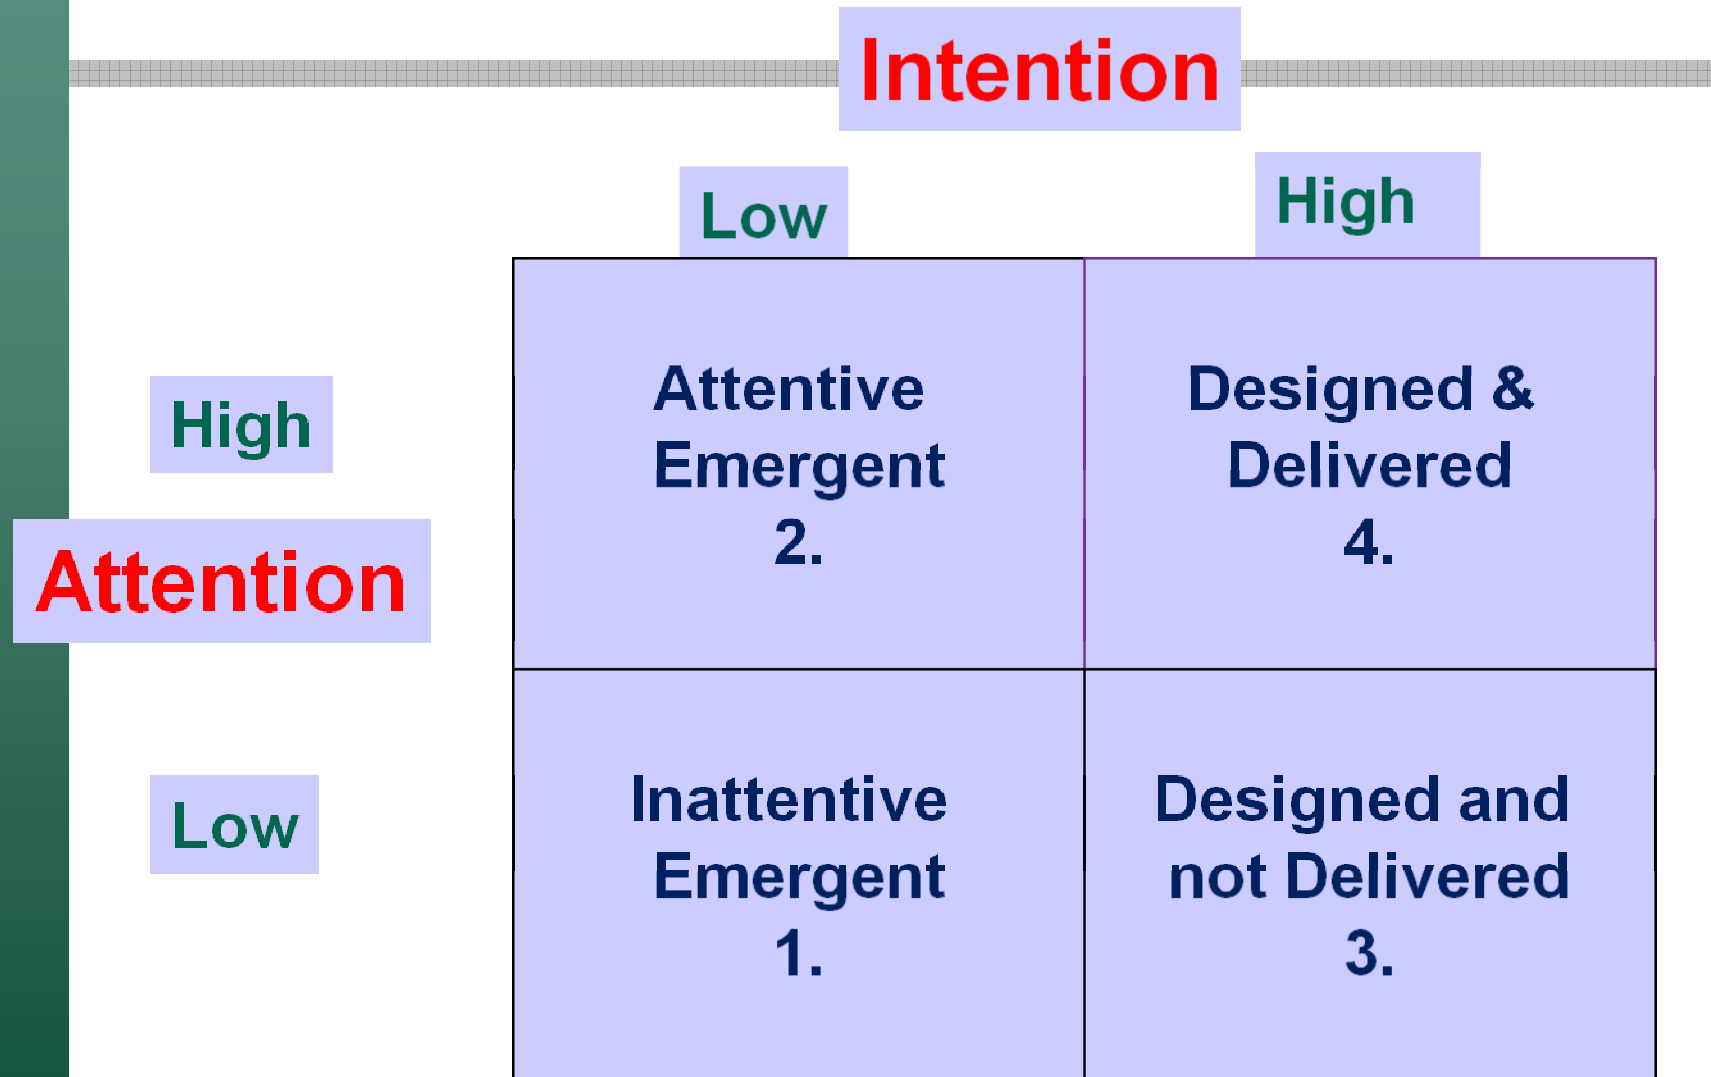 Intention
Low
High
High
Attentive
Emergent
2.
Designed &
Delivered
4.
Attention
Low
Inattentive
Emergent
1.
Designed and
not Delivered
3.